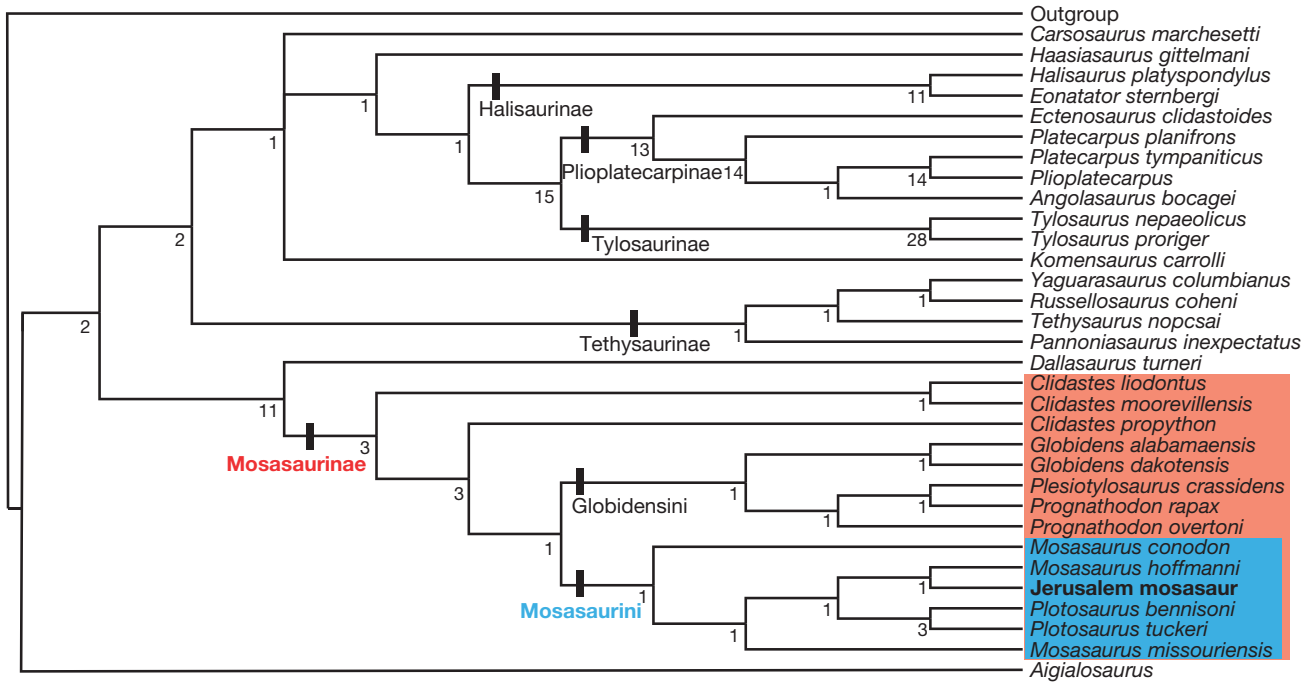 Outgroup
Carsosaurus marchesetti
Haasiasaurus gittelmani
Halisaurus platyspondylus
Eonatator sternbergi
Ectenosaurus clidastoides
Platecarpus planifrons
Platecarpus tympaniticus
Plioplatecarpus
Angolasaurus bocagei
Tylosaurus nepaeolicus
Tylosaurus proriger
Komensaurus carrolli
Yaguarasaurus columbianus
Russellosaurus coheni
Tethysaurus nopcsai
Pannoniasaurus inexpectatus
Dallasaurus turneri
Clidastes liodontus
Clidastes moorevillensis
Clidastes propython
Globidens alabamaensis
Globidens dakotensis
Plesiotylosaurus crassidens
Prognathodon rapax
Prognathodon overtoni
Mosasaurus conodon
Mosasaurus hoffmanni
Jerusalem mosasaur
Plotosaurus bennisoni
Plotosaurus tuckeri
Mosasaurus missouriensis
Aigialosaurus
Halisaurinae
Plioplatecarpinae
Tylosaurinae
Tethysaurinae
Mosasaurinae
Globidensini
Mosasaurini
11
1
1
1
13
14
14
1
15
28
2
1
1
1
2
11
1
3
3
1
1
1
1
1
1
1
1
3
1